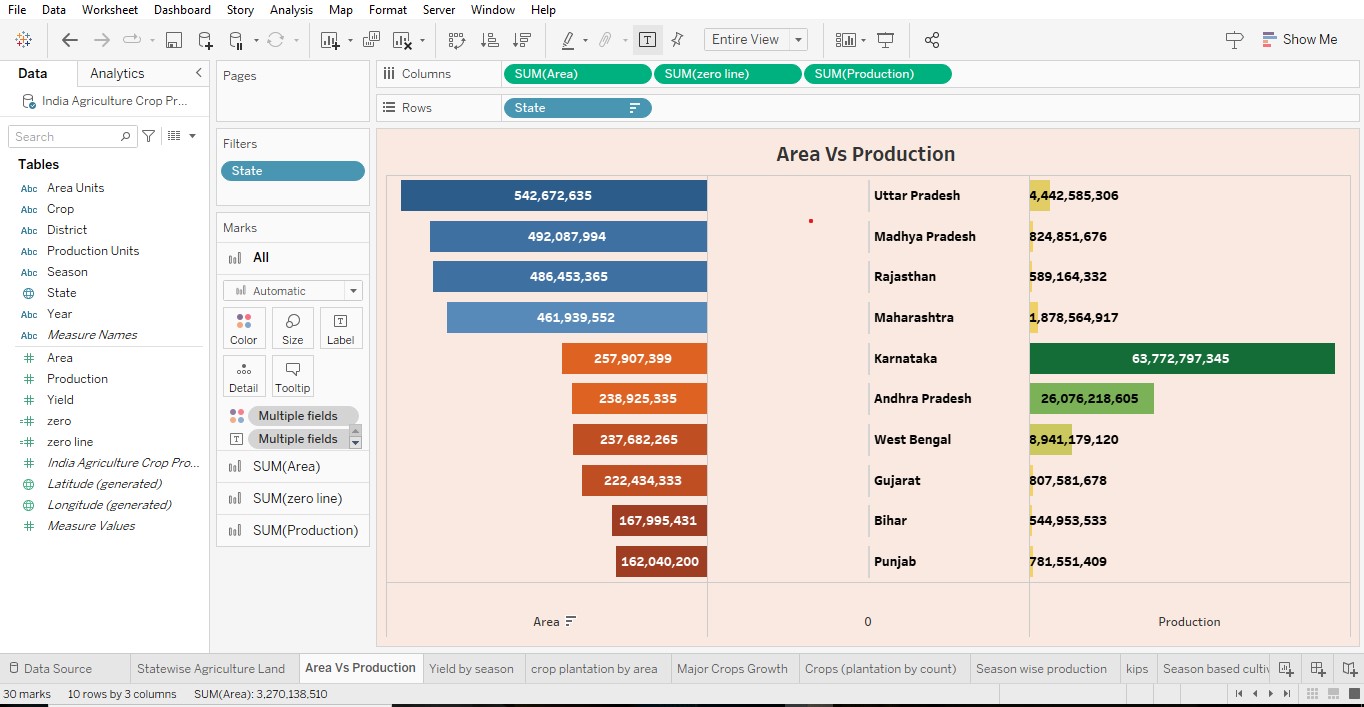 File Data Worksheet Dashboard Story Analysis Map Format Server Window Help
T Entire View Show Me
Data Analytics
India Agriculture Crop Pr...
Search
Tables
Abc Area Units
Abc Crop
Abc District
Abc Production Units
Abc Season
State
Abc Year
Abc Measure Names
# Area
# Production
# Yield
=# zero
=# zero line
# India Agriculture Crop Pro...
Latitude (generated)
Longitude (generated)
# Measure Values
Pages
Filters
State
Marks
All
Automatic
Color Size T Label
Detail Tooltip
Multiple fields
T Multiple fields
SUM(Area)
SUM(zero line)
SUM(Production)
Columns SUM(Area) SUM(zero line) SUM(Production)
Rows State
Area Vs Production
542,672,635 Uttar Pradesh 4,442,585,306
492,087,994 Madhya Pradesh 824,851,676
486,453,365 Rajasthan 589,164,332
461,939,552 Maharashtra 1,878,564,917
257,907,399 Karnataka 63,772,797,345
238,925,335 Andhra Pradesh 26,076,218,605
237,682,265 West Bengal 8,941,179,120
222,434,333 Gujarat 807,581,678
167,995,431 Bihar 544,953,533
162,040,200 Punjab 781,551,409
Area 0 Production
Data Source Statewise Agriculture Land Area Vs Production Yield by season crop plantation by area Major Crops Growth Crops (plantation by count) Season wise production kips Season based cultiv
30 marks 10 rows by 3 columns SUM(Area): 3,270,138,510